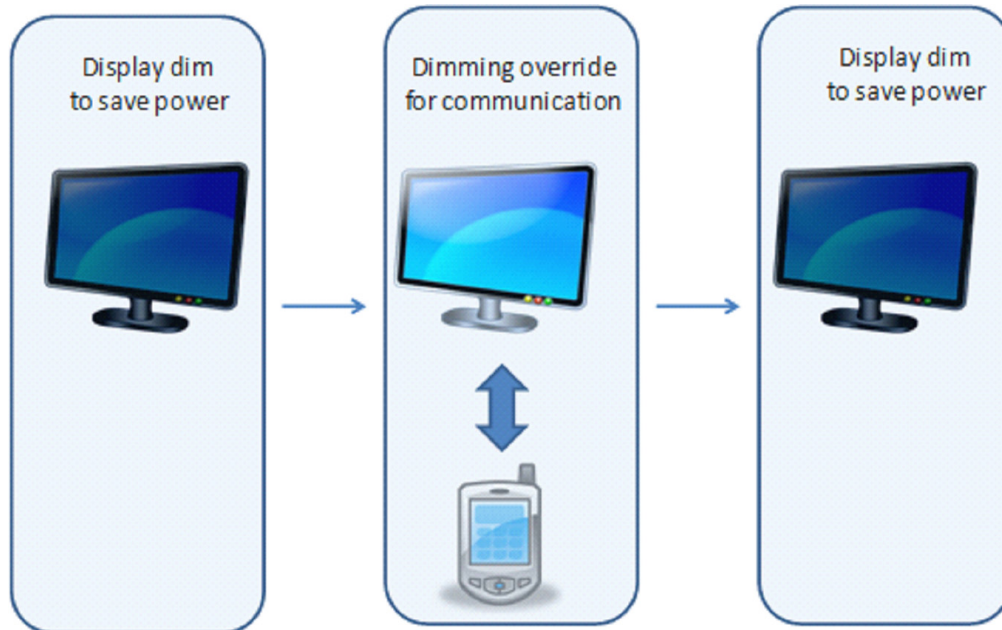 Display dim
to save power
Dimming override
for communication
Display dim
to save power